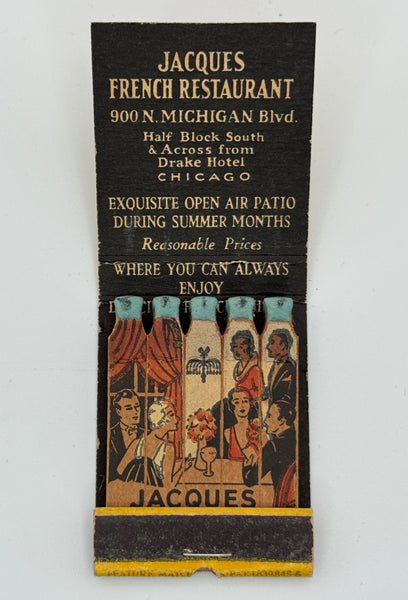 JACQUES
FRENCH RESTAURANT
900 N. MICHIGAN Blvd.
Half Block South
& Across from
Drake Hotel
CHICAGO
EXQUISITE OPEN AIR PATIO
DURING SUMMER MONTHS
Reasonable Prices
WHERE YOU CAN ALWAYS
ENJOY
JACQUES
FEATURE